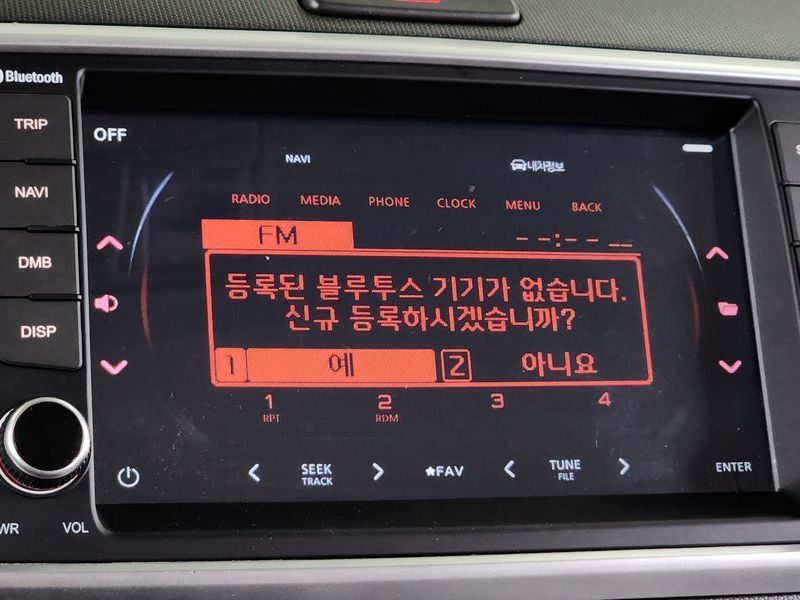 Bluetooth
TRIP
OFF
NAVI
내차정보
NAVI
RADIO MEDIA PHONE CLOCK MENU BACK
FM
--:-- --
DMB
등록된 블루투스 기기가 없습니다.
신규 등록하시겠습니까?
DISP
1 예 2 아니요
1 2 3 4
RPT RDM
SEEK ★FAV TUNE ENTER
TRACK FILE
VOL